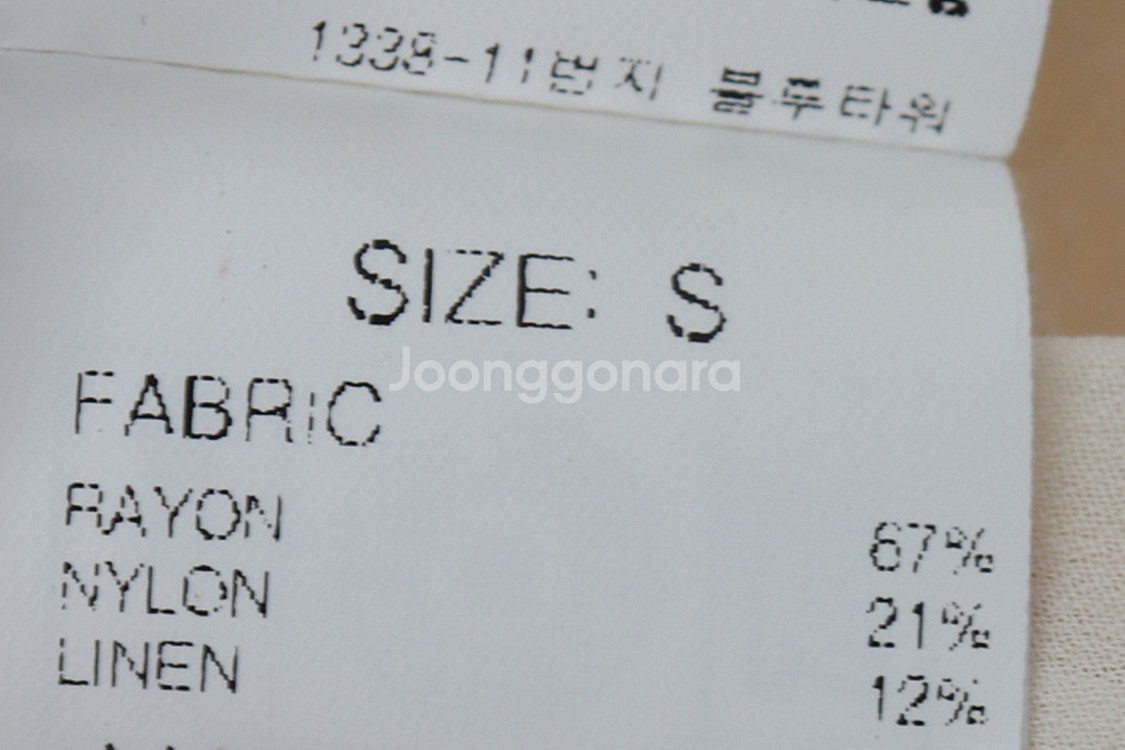 1338-11번지 블루타워
SIZE: S
Joonggonara
FABRIC
RAYON 67%
NYLON 21%
LINEN 12%